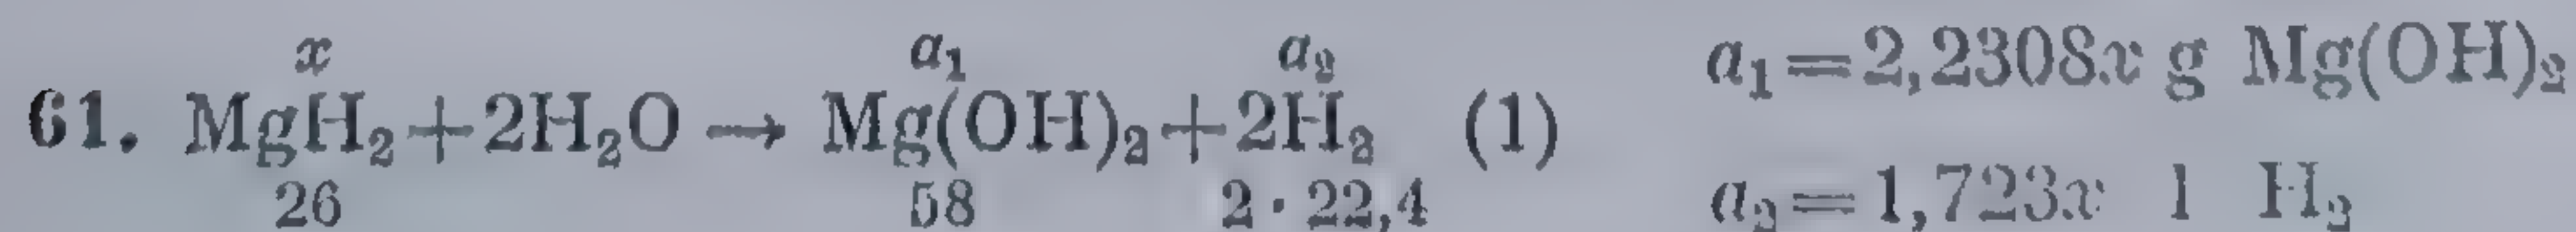 x a₁ a₂ a₁=2,2308x g Mg(OH)₂
61. MgH₂+2H₂O → Mg(OH)₂+2H₂ (1)
26 58 2 · 22,4 a₂=1,723x l H₂